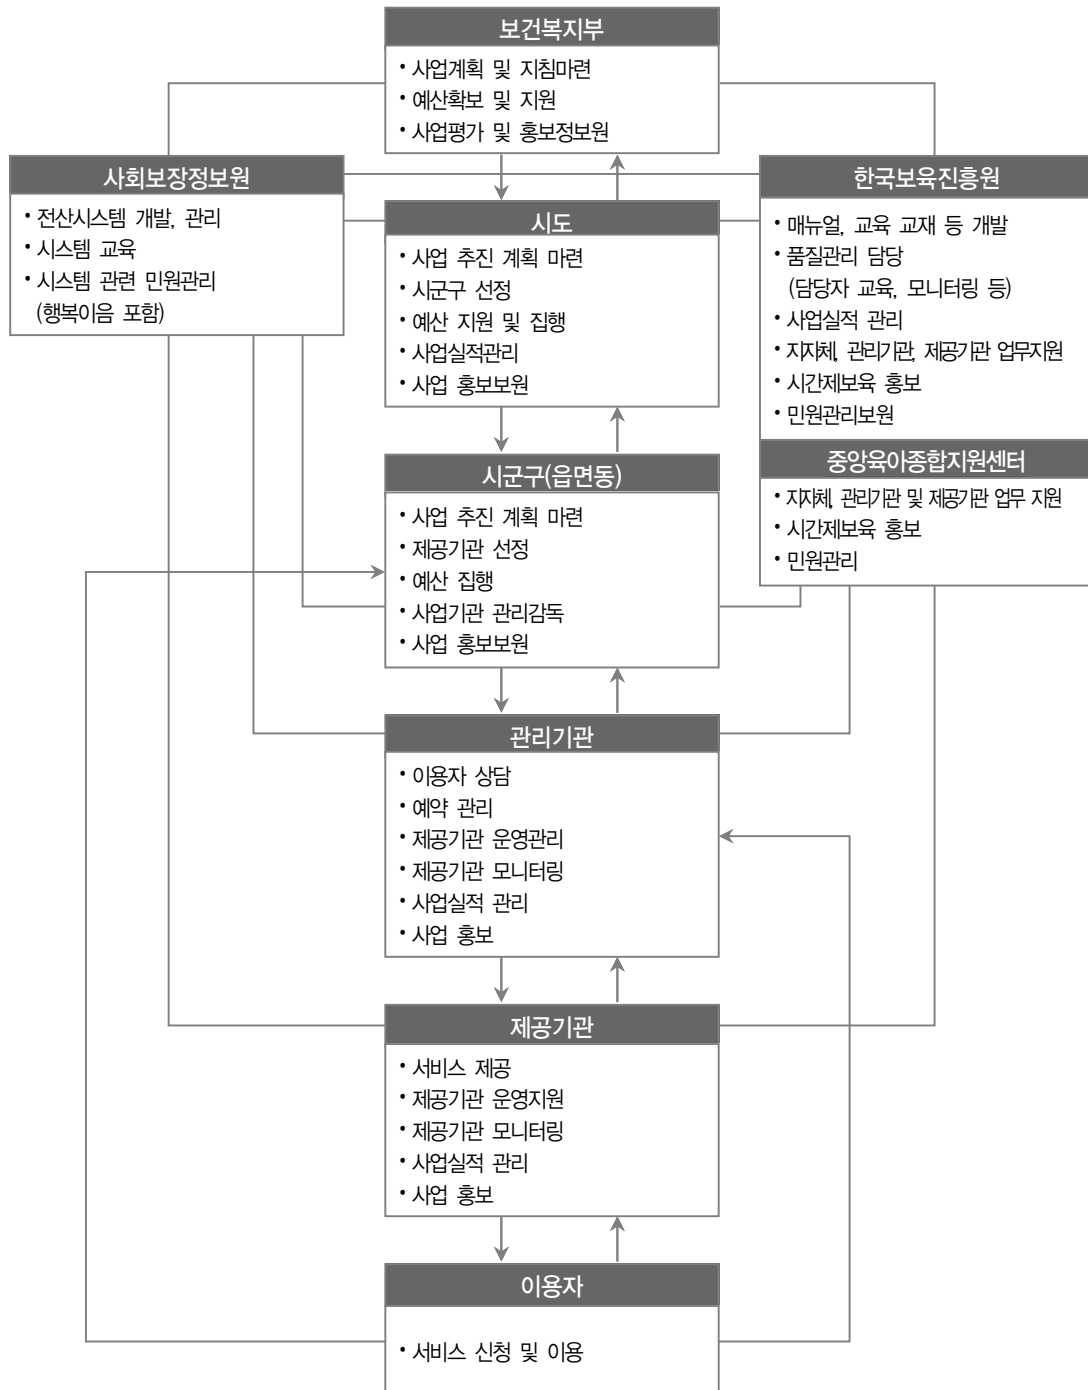 보건복지부
• 사업계획 및 지침마련
• 예산확보 및 지원
• 사업평가 및 홍보정보원
사회보장정보원
• 전산시스템 개발, 관리
• 시스템 교육
• 시스템 관련 민원관리
(행복이음 포함)
한국보육진흥원
• 매뉴얼, 교육 교재 등 개발
• 품질관리 담당
(담당자 교육, 모니터링 등)
• 사업실적 관리
• 지자체, 관리기관, 제공기관 업무지원
• 시간제보육 홍보
• 민원관리보원
중앙육아종합지원센터
• 지자체, 관리기관 및 제공기관 업무 지원
• 시간제보육 홍보
• 민원관리
시도
• 사업 추진 계획 마련
• 시군구 선정
• 예산 지원 및 집행
• 사업실적관리
• 사업 홍보보원
시군구(읍면동)
• 사업 추진 계획 마련
• 제공기관 선정
• 예산 집행
• 사업기관 관리감독
• 사업 홍보보원
관리기관
• 이용자 상담
• 예약 관리
• 제공기관 운영관리
• 제공기관 모니터링
• 사업실적 관리
• 사업 홍보
제공기관
• 서비스 제공
• 제공기관 운영지원
• 제공기관 모니터링
• 사업실적 관리
• 사업 홍보
이용자
• 서비스 신청 및 이용